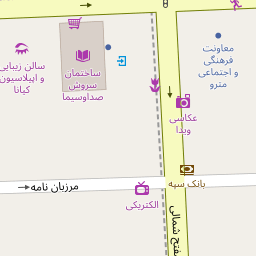 معاونت
فرهنگی
و اجتماعی
مترو
سالن زیبایی
و اپیلاسیون
کیانا
ساختمان
سروش
صداوسیما
عکاسی
ویدا
بانک سپه
مرزبان نامه
الکتریکی
مفتح شمالی